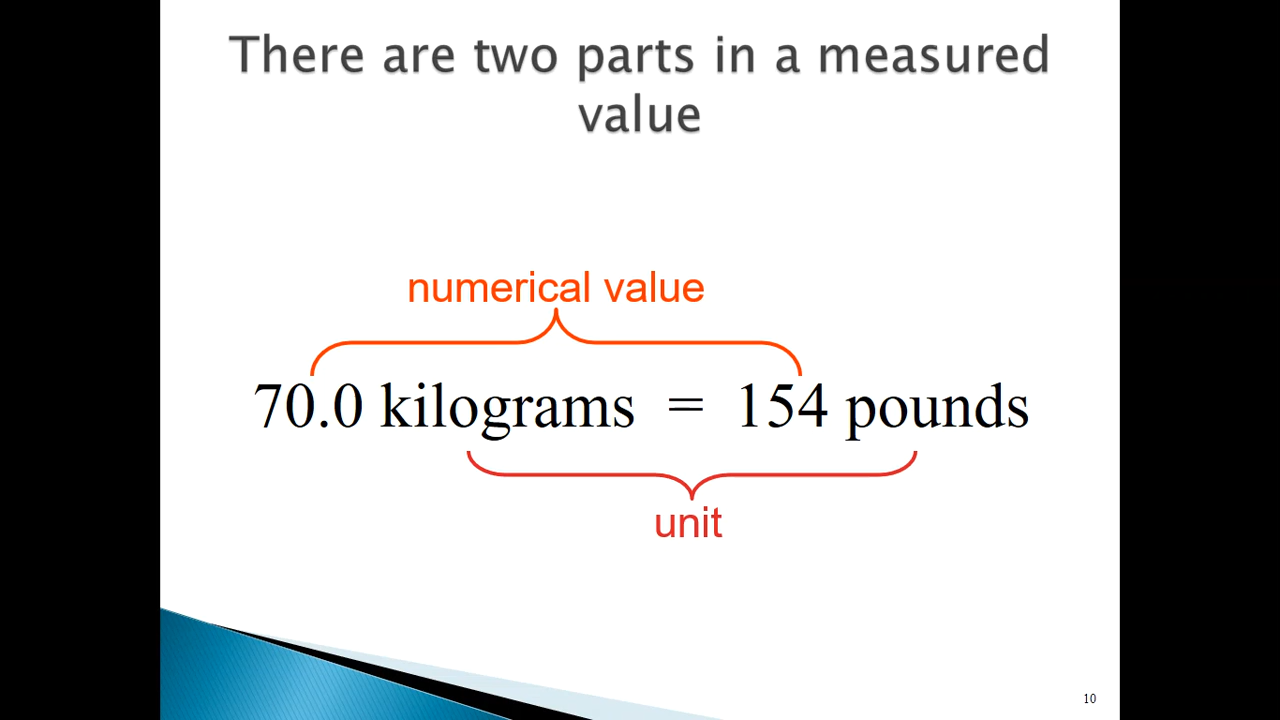 There are two parts in a measured
value
numerical value
70.0 kilograms = 154 pounds
unit
10